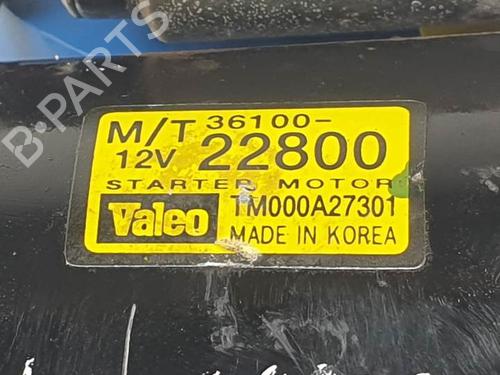 B-PARTS
M/T 36100-
12V 22800
STARTER MOTOR
Valeo TM000A27301
MADE IN KOREA